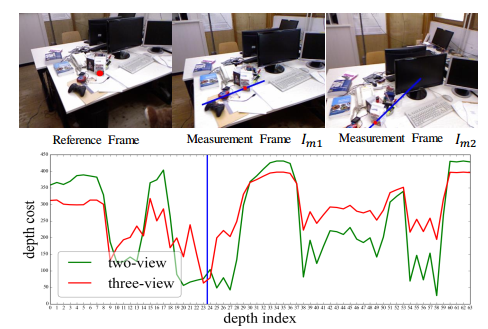 Reference Frame
Measurement Frame I_{m1}
Measurement Frame I_{m2}
450
400
350
300
250
200
150
100
50
0
depth cost
two-view
three-view
0 1 2 3 4 5 6 7 8 9 10 11 12 13 14 15 16 17 18 19 20 21 22 23 24 25 26 27 28 29 30 31 32 33 34 35 36 37 38 39 40 41 42 43 44 45 46 47 48 49 50 51 52 53 54 55 56 57 58 59 60 61 62 63
depth index